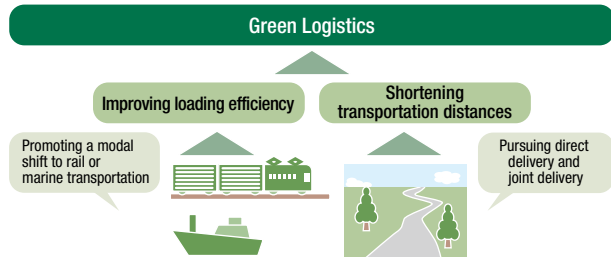 Green Logistics
Improving loading efficiency
Shortening
transportation distances
Promoting a modal
shift to rail or
marine transportation
Pursuing direct
delivery and
joint delivery